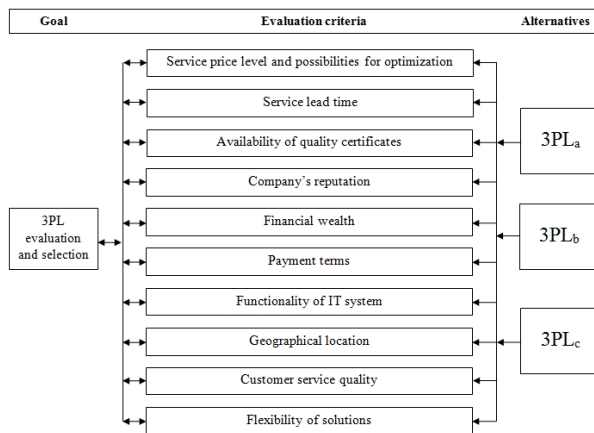 Goal Evaluation criteria Alternatives
Service price level and possibilities for optimization
Service lead time
Availability of quality certificates
Company's reputation
Financial wealth
Payment terms
Functionality of IT system
Geographical location
Customer service quality
Flexibility of solutions
3PL
evaluation
and selection
3PLa
3PLb
3PLc